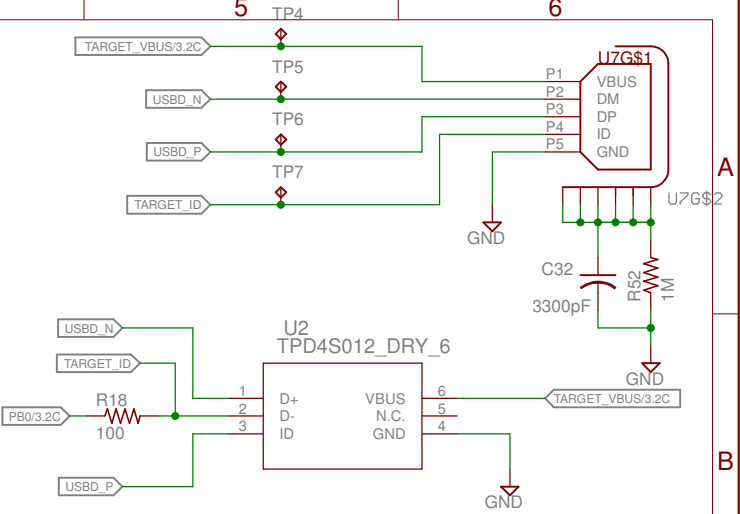 5
6
TP4
TARGET_VBUS/3.2C
TP5
USBD_N
TP6
USBD_P
TP7
TARGET_ID
U7G$1
P1 VBUS
P2 DM
P3 DP
P4 ID
P5 GND
A
GND
U7G$2
C32
3300pF
R52
1M
GND
USBD_N
TARGET_ID
PB0/3.2C
R18
100
USBD_P
U2
TPD4S012_DRY_6
1 D+ VBUS 6
2 D- N.C. 5
3 ID GND 4
TARGET_VBUS/3.2C
GND
B